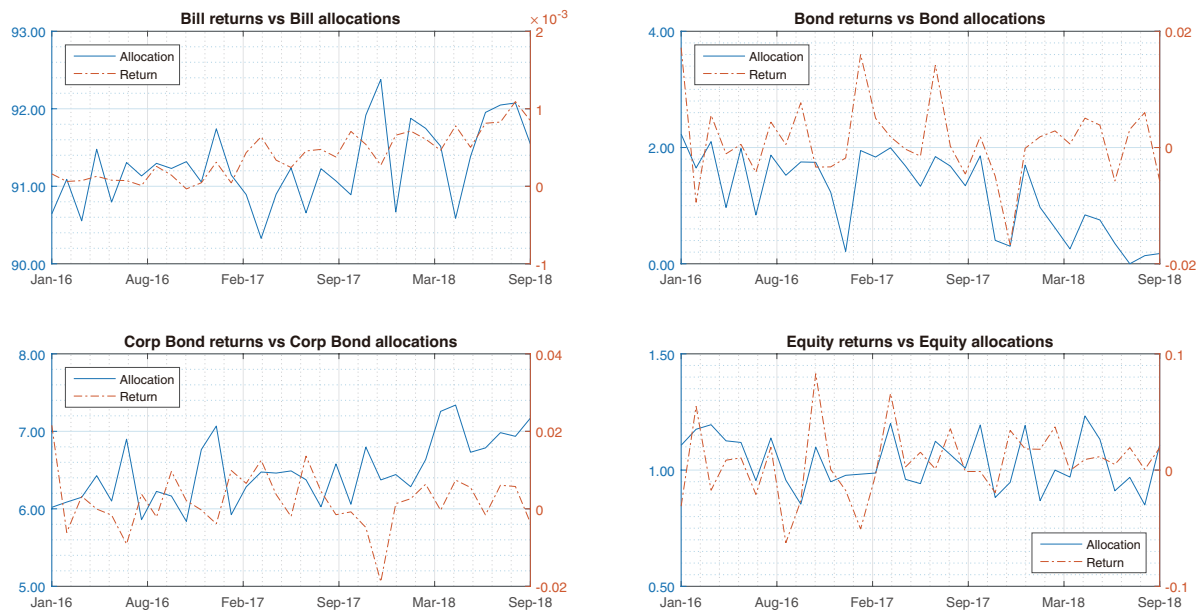 Bill returns vs Bill allocations
× 10⁻³
93.00
92.00
91.00
90.00
2
1
0
-1
Allocation
Return
Jan-16
Aug-16
Feb-17
Sep-17
Mar-18
Sep-18
Bond returns vs Bond allocations
4.00
2.00
0.00
0.02
0
-0.02
Allocation
Return
Jan-16
Aug-16
Feb-17
Sep-17
Mar-18
Sep-18
Corp Bond returns vs Corp Bond allocations
8.00
7.00
6.00
5.00
0.04
0.02
0
-0.02
Allocation
Return
Jan-16
Aug-16
Feb-17
Sep-17
Mar-18
Sep-18
Equity returns vs Equity allocations
1.50
1.00
0.50
0.1
0
-0.1
Allocation
Return
Jan-16
Aug-16
Feb-17
Sep-17
Mar-18
Sep-18